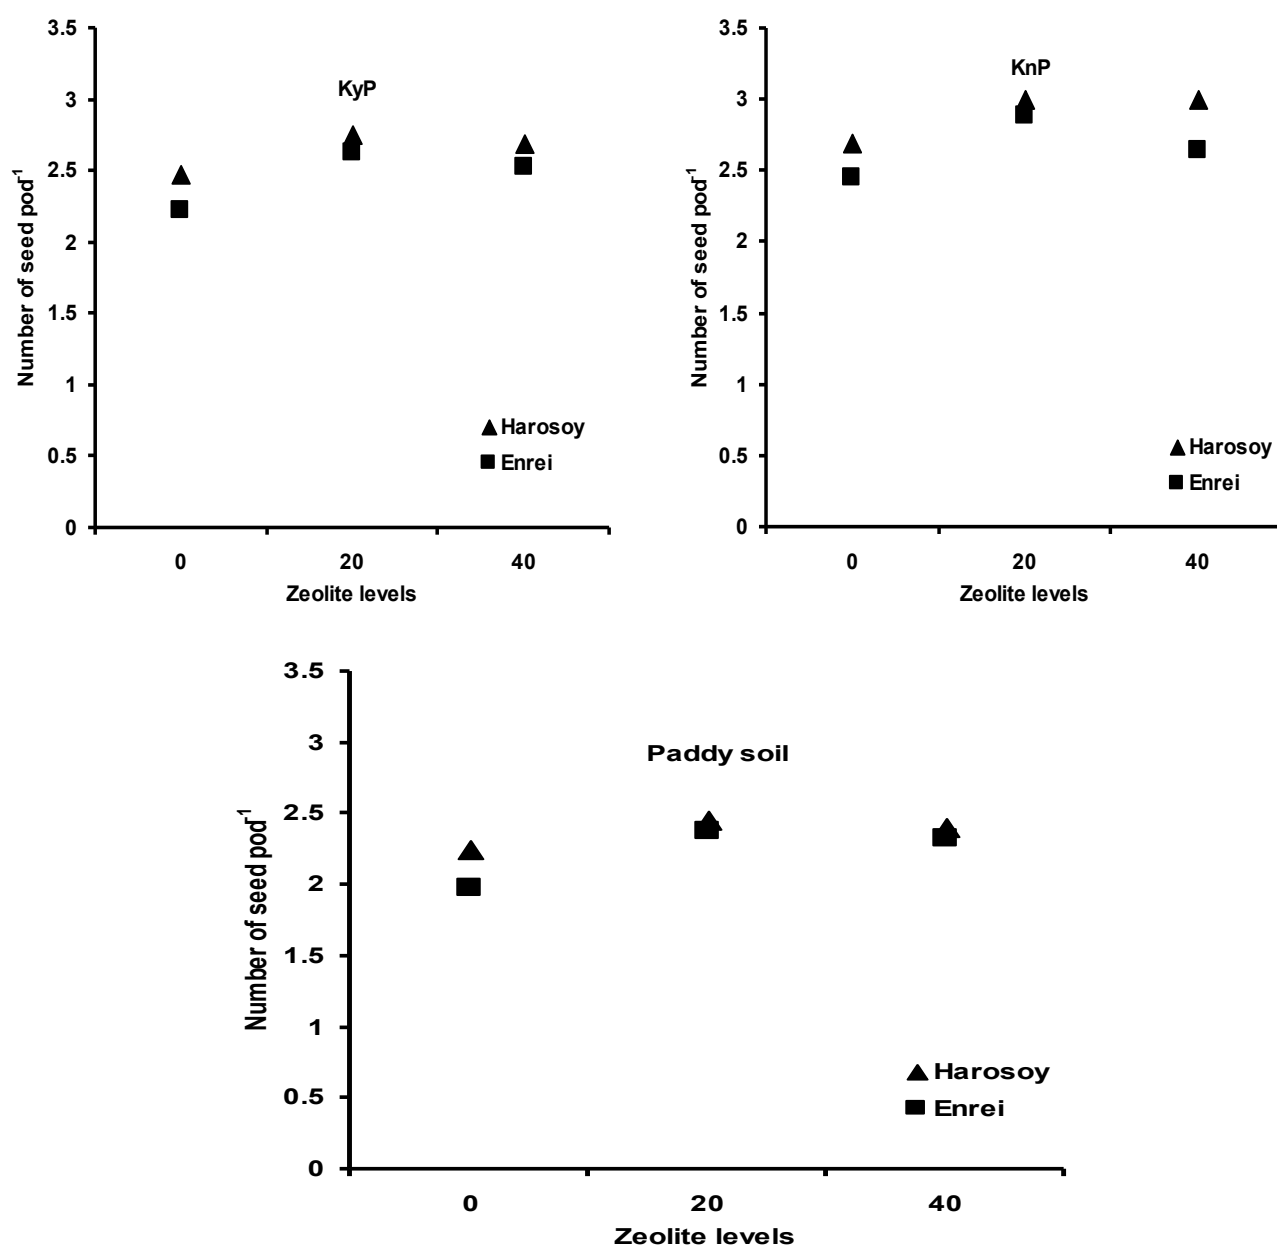 3.5
3
2.5
2
1.5
1
0.5
0
Number of seed pod⁻¹
KyP
Harosoy
Enrei
0 20 40
Zeolite levels
3.5
3
2.5
2
1.5
1
0.5
0
Number of seed pod⁻¹
KnP
Harosoy
Enrei
0 20 40
Zeolite levels
3.5
3
2.5
2
1.5
1
0.5
0
Number of seed pod⁻¹
Paddy soil
Harosoy
Enrei
0 20 40
Zeolite levels